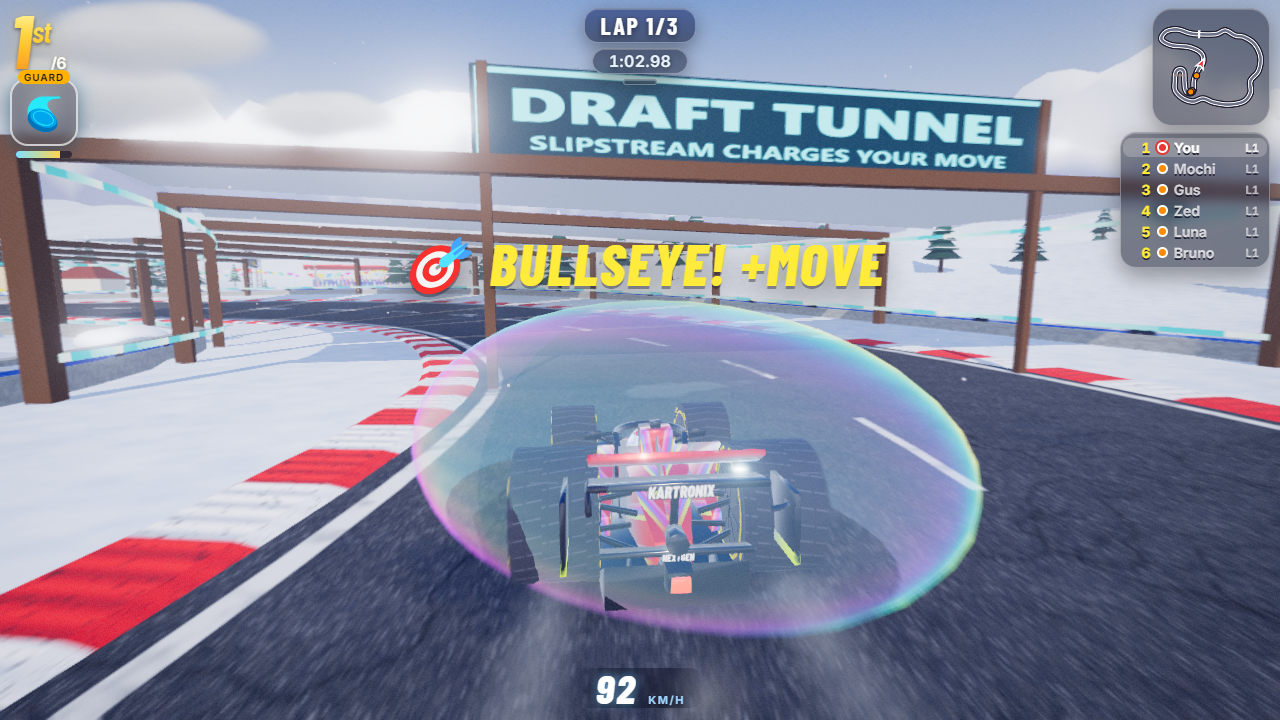 1st
/6
GUARD
LAP 1/3
1:02.98
DRAFT TUNNEL
SLIPSTREAM CHARGES YOUR MOVE
1 You L1
2 Mochi L1
3 Gus L1
4 Zed L1
5 Luna L1
6 Bruno L1
BULLSEYE! +MOVE
KARTRONIX
NEXTGEN
92 KM/H